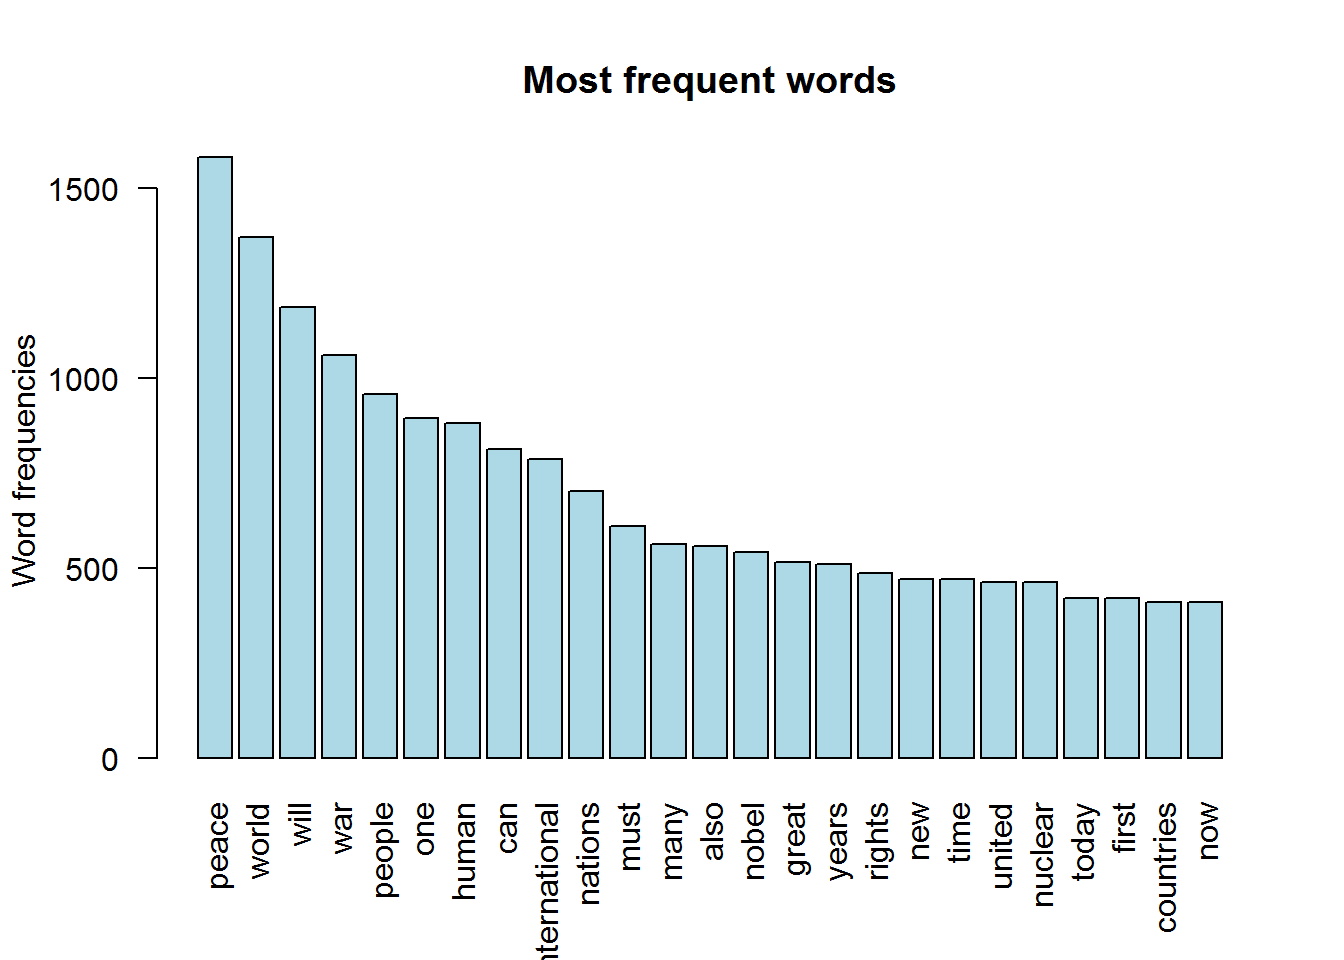 Most frequent words
Word frequencies
1500
1000
500
0
peace
world
will
war
people
one
human
can
nternational
nations
must
many
also
nobel
great
years
rights
new
time
united
nuclear
today
first
countries
now